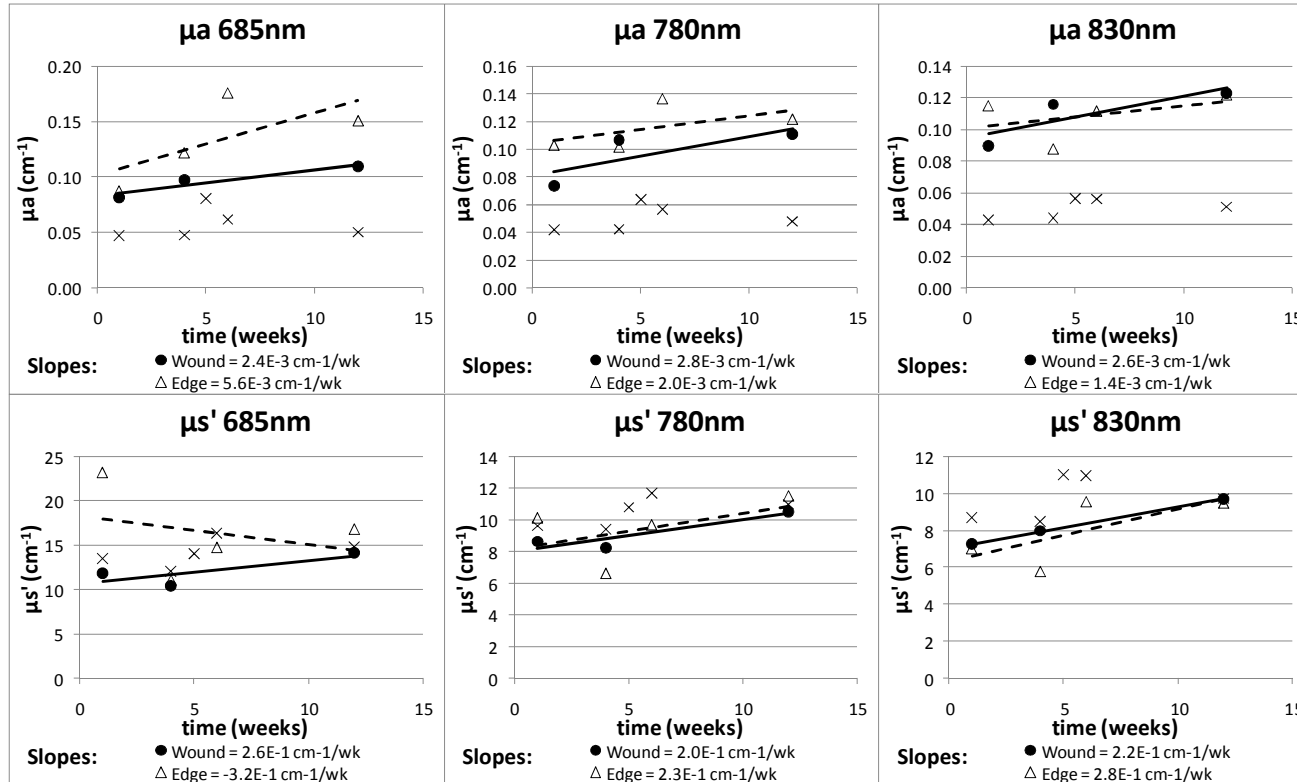 µa 685nm
0.20
0.15
0.10
0.05
0.00
µa (cm-1)
0 5 10 15
time (weeks)
Slopes:
● Wound = 2.4E-3 cm-1/wk
△ Edge = 5.6E-3 cm-1/wk
µa 780nm
0.16
0.14
0.12
0.10
0.08
0.06
0.04
0.02
0.00
µa (cm-1)
0 5 10 15
time (weeks)
Slopes:
● Wound = 2.8E-3 cm-1/wk
△ Edge = 2.0E-3 cm-1/wk
µa 830nm
0.14
0.12
0.10
0.08
0.06
0.04
0.02
0.00
µa (cm-1)
0 5 10 15
time (weeks)
Slopes:
● Wound = 2.6E-3 cm-1/wk
△ Edge = 1.4E-3 cm-1/wk
µs' 685nm
25
20
15
10
5
0
µs' (cm-1)
0 5 10 15
time (weeks)
Slopes:
● Wound = 2.6E-1 cm-1/wk
△ Edge = -3.2E-1 cm-1/wk
µs' 780nm
14
12
10
8
6
4
2
0
µs' (cm-1)
0 5 10 15
time (weeks)
Slopes:
● Wound = 2.0E-1 cm-1/wk
△ Edge = 2.3E-1 cm-1/wk
µs' 830nm
12
10
8
6
4
2
0
µs' (cm-1)
0 5 10 15
time (weeks)
Slopes:
● Wound = 2.2E-1 cm-1/wk
△ Edge = 2.8E-1 cm-1/wk